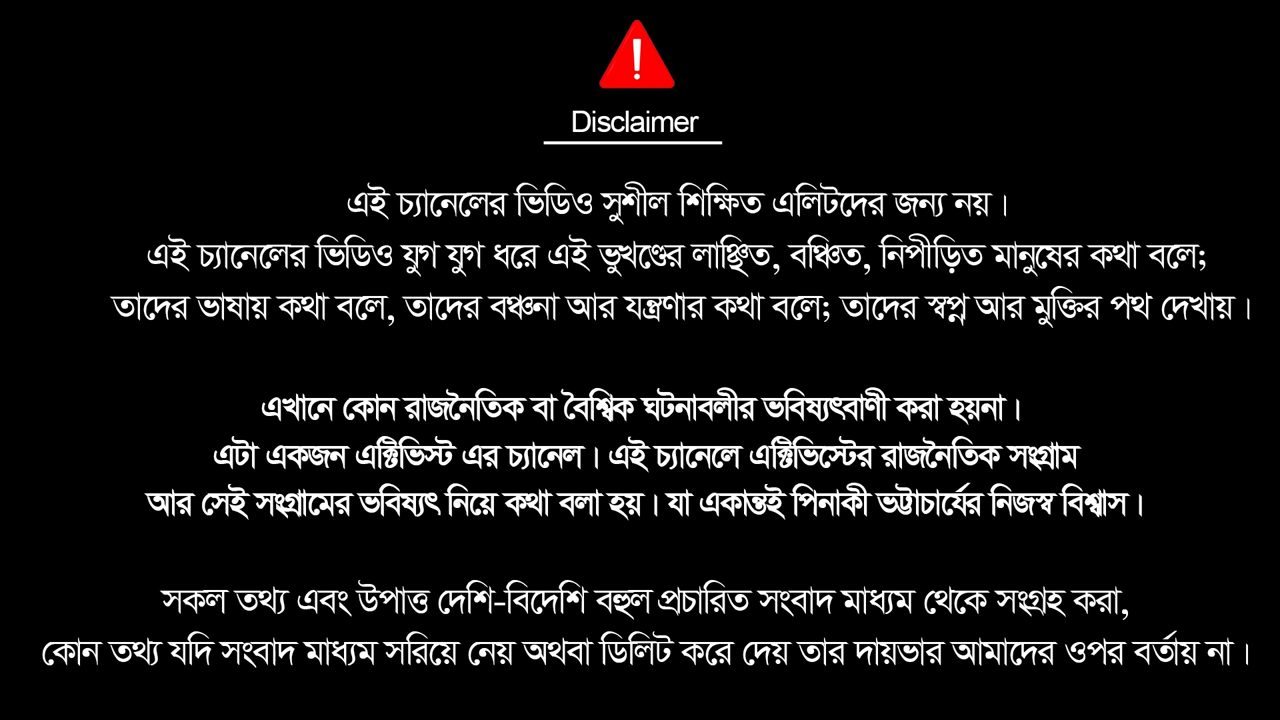 Disclaimer
এই চ্যানেলের ভিডিও সুশীল শিক্ষিত এলিটদের জন্য নয়।
এই চ্যানেলের ভিডিও যুগ যুগ ধরে এই ভুখণ্ডের লাঞ্ছিত, বঞ্চিত, নিপীড়িত মানুষের কথা বলে;
তাদের ভাষায় কথা বলে, তাদের বঞ্চনা আর যন্ত্রণার কথা বলে; তাদের স্বপ্ন আর মুক্তির পথ দেখায়।
এখানে কোন রাজনৈতিক বা বৈশ্বিক ঘটনাবলীর ভবিষ্যৎবাণী করা হয়না।
এটা একজন এক্টিভিস্ট এর চ্যানেল। এই চ্যানেলে এক্টিভিস্টের রাজনৈতিক সংগ্রাম
আর সেই সংগ্রামের ভবিষ্যৎ নিয়ে কথা বলা হয়। যা একান্তই পিনাকী ভট্টাচার্যের নিজস্ব বিশ্বাস।
সকল তথ্য এবং উপাত্ত দেশি-বিদেশি বহুল প্রচারিত সংবাদ মাধ্যম থেকে সংগ্রহ করা,
কোন তথ্য যদি সংবাদ মাধ্যম সরিয়ে নেয় অথবা ডিলিট করে দেয় তার দায়ভার আমাদের ওপর বর্তায় না।